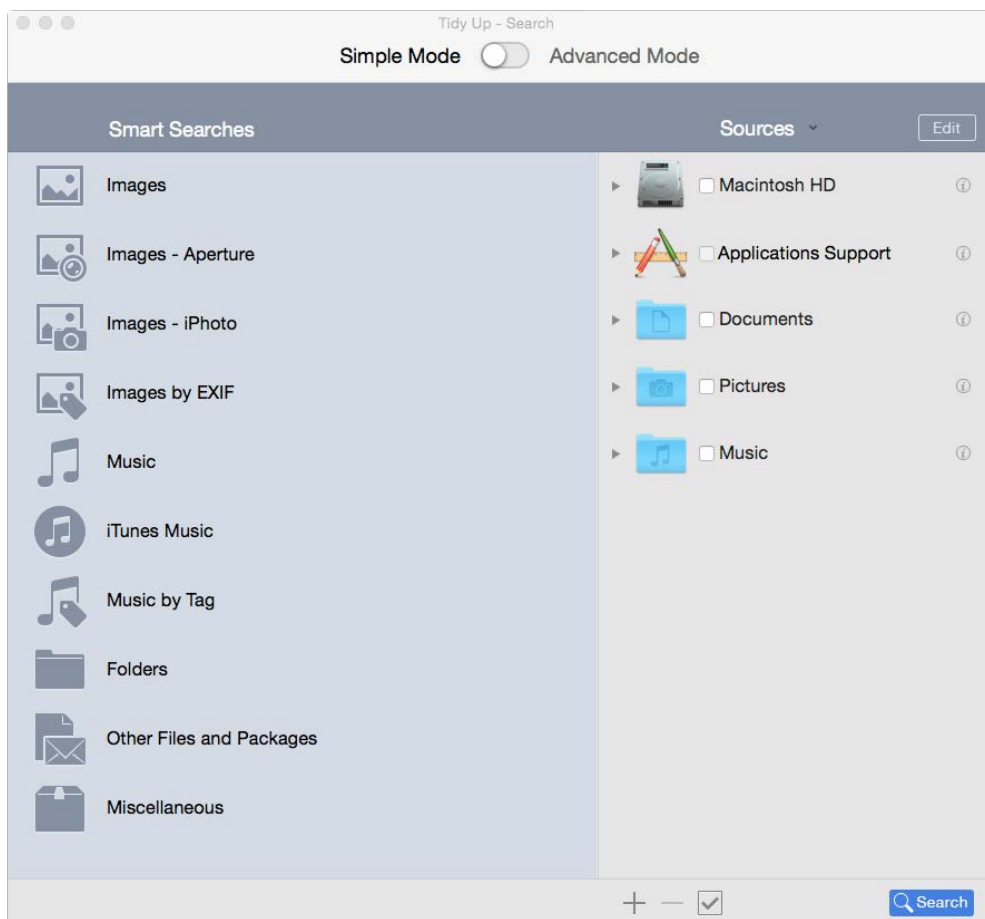 Tidy Up - Search
Simple Mode Advanced Mode
Smart Searches
Images
Images - Aperture
Images - iPhoto
Images by EXIF
Music
iTunes Music
Music by Tag
Folders
Other Files and Packages
Miscellaneous
Sources Edit
Macintosh HD
Applications Support
Documents
Pictures
Music
Search